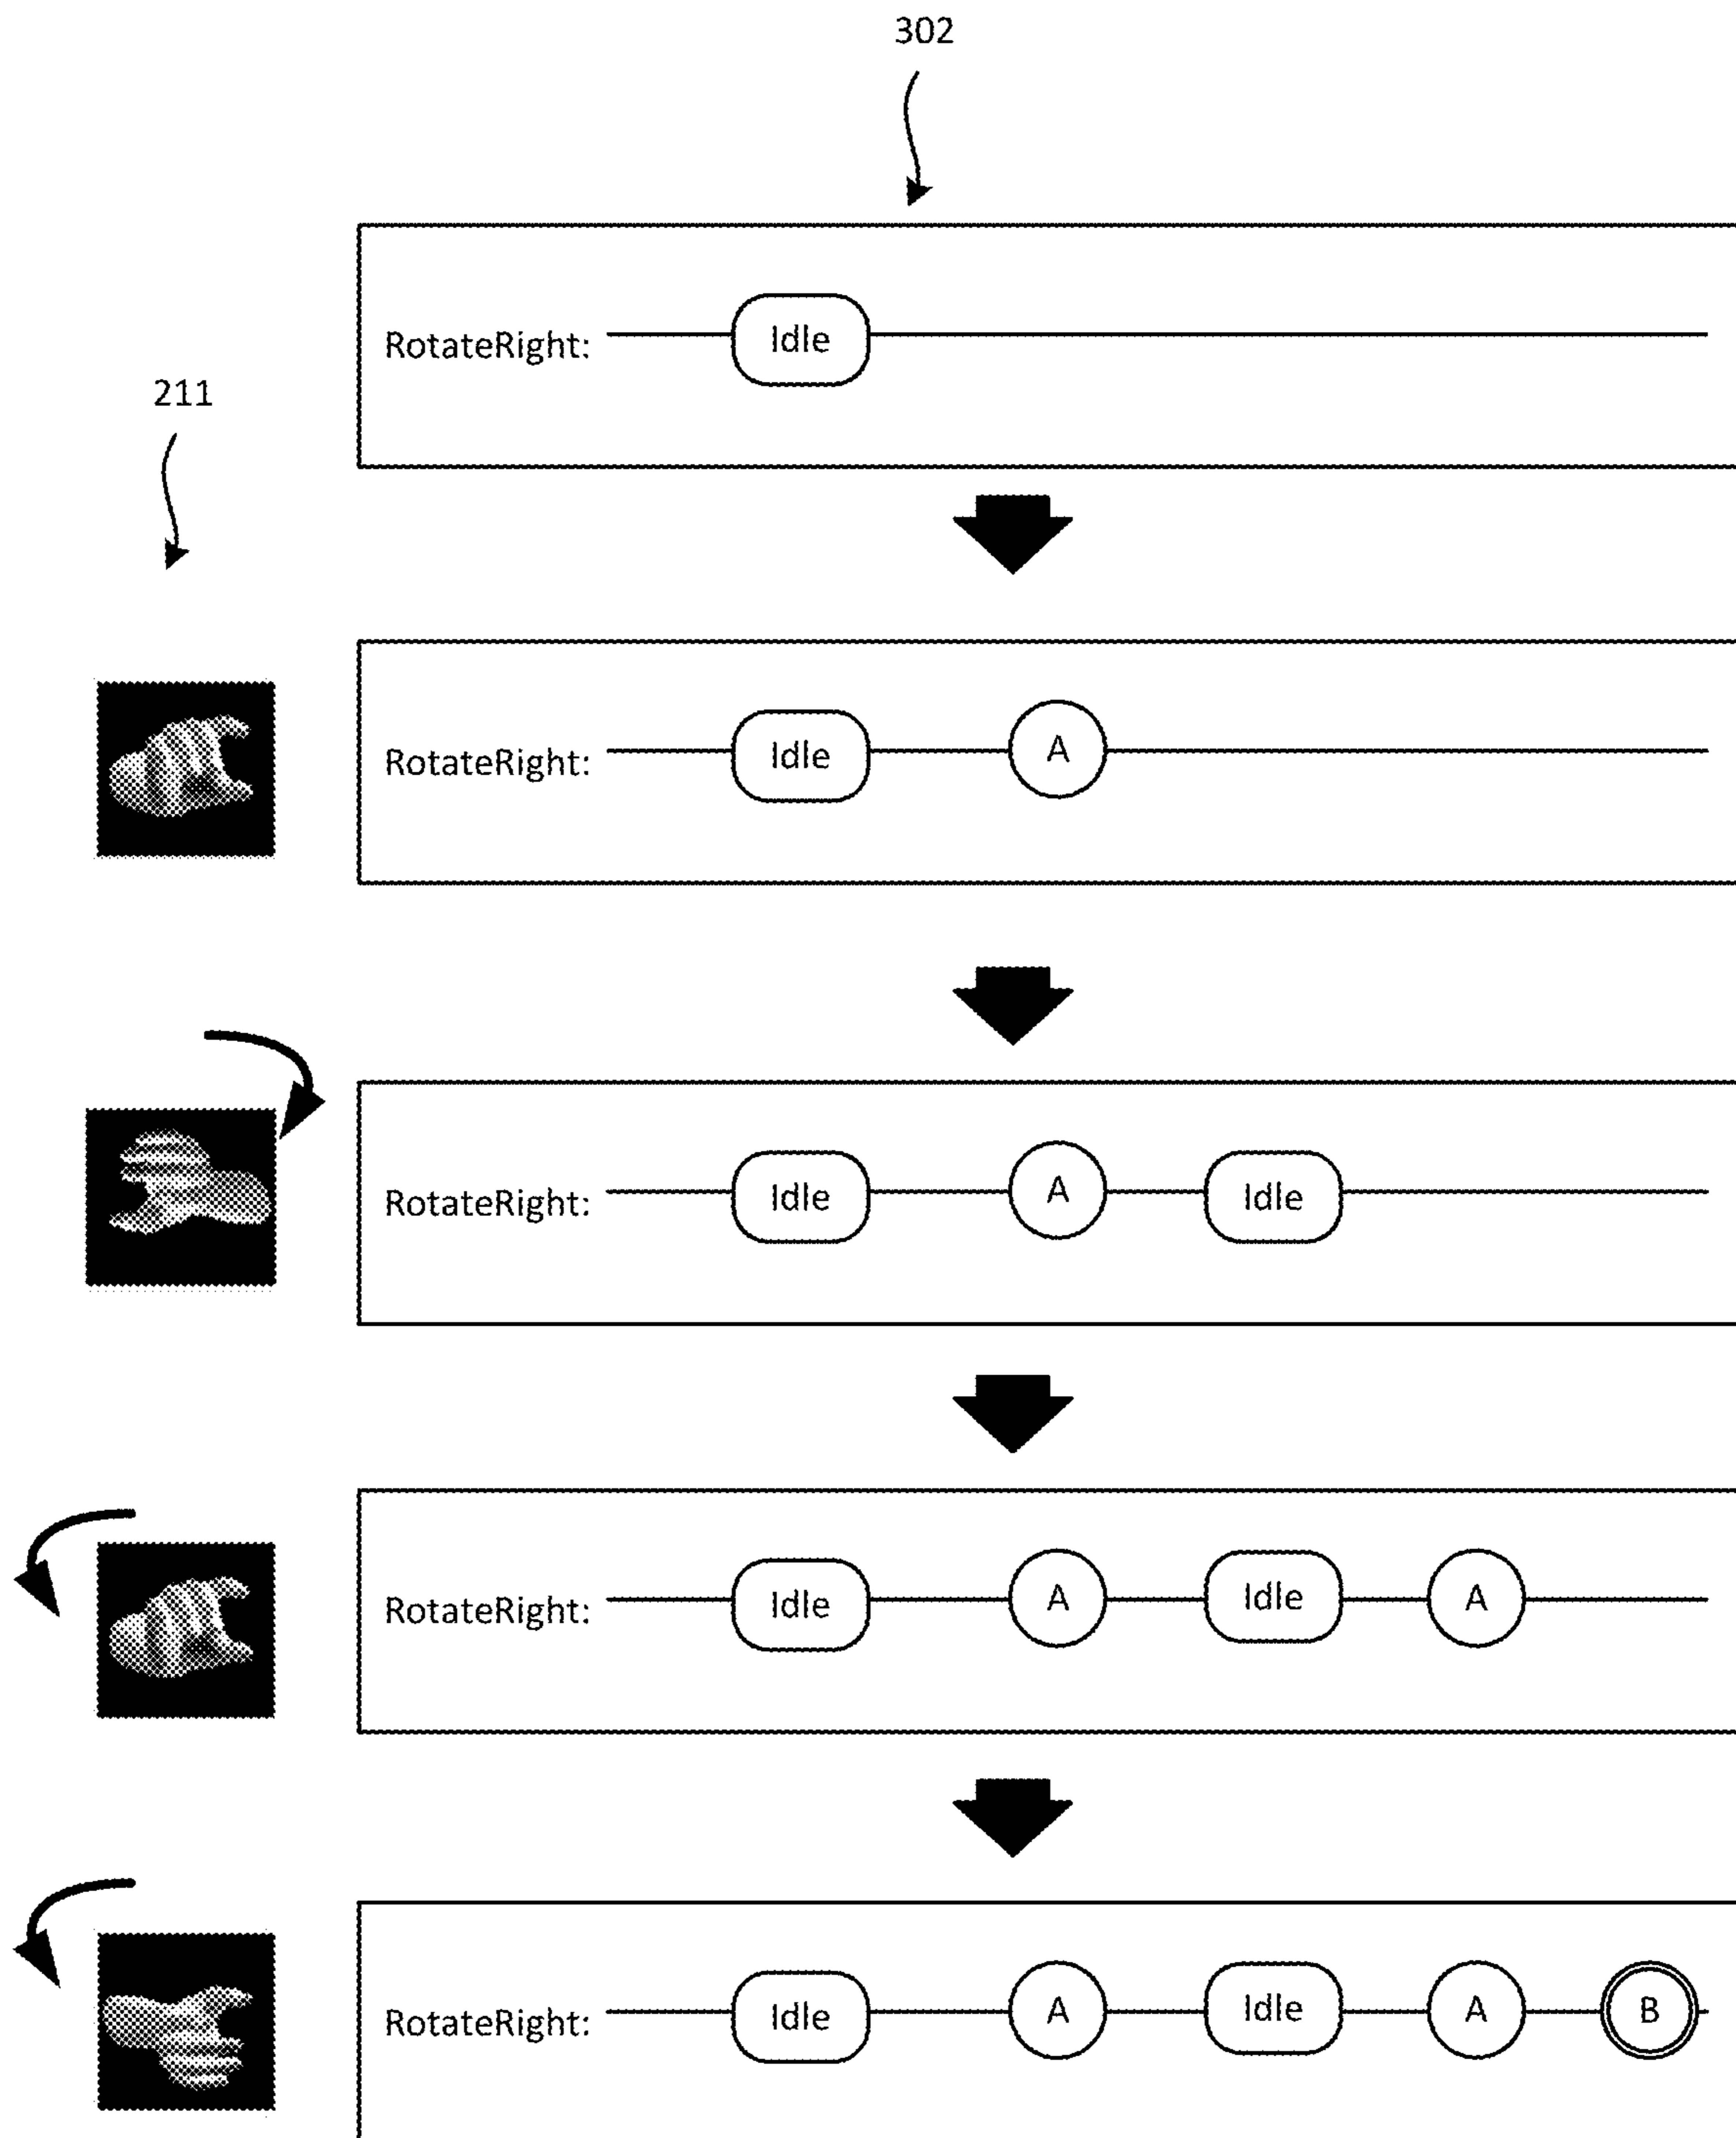 302
RotateRight: Idle
211
RotateRight: Idle A
RotateRight: Idle A Idle
RotateRight: Idle A Idle A
RotateRight: Idle A Idle A B